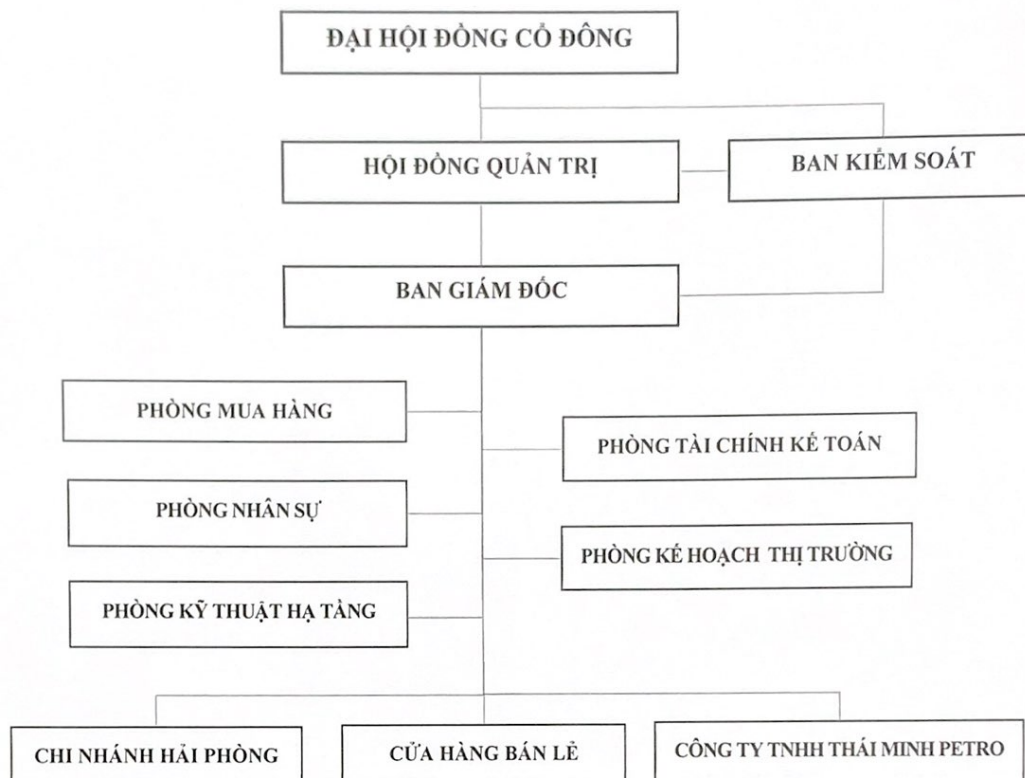 ĐẠI HỘI ĐỒNG CỔ ĐÔNG
HỘI ĐỒNG QUẢN TRỊ
BAN KIỂM SOÁT
BAN GIÁM ĐỐC
PHÒNG MUA HÀNG
PHÒNG TÀI CHÍNH KẾ TOÁN
PHÒNG NHÂN SỰ
PHÒNG KẾ HOẠCH THỊ TRƯỜNG
PHÒNG KỸ THUẬT HẠ TẦNG
CHI NHÁNH HẢI PHÒNG
CỬA HÀNG BÁN LẺ
CÔNG TY TNHH THÁI MINH PETRO